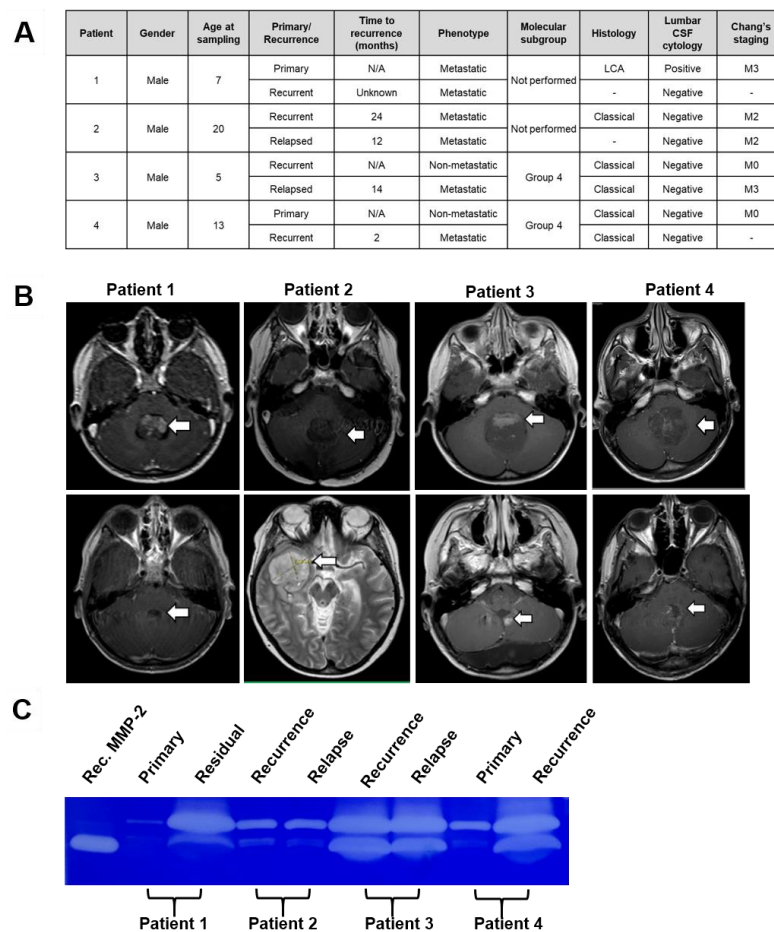 A
Patient Gender Age at sampling Primary/ Recurrence Time to recurrence (months) Phenotype Molecular subgroup Histology Lumbar CSF cytology Chang's staging
1 Male 7 Primary N/A Metastatic Not performed LCA Positive M3
Recurrent Unknown Metastatic - Negative -
2 Male 20 Recurrent 24 Metastatic Not performed Classical Negative M2
Relapsed 12 Metastatic - Negative M2
3 Male 5 Recurrent N/A Non-metastatic Group 4 Classical Negative M0
Relapsed 14 Metastatic Classical Negative M3
4 Male 13 Primary N/A Non-metastatic Group 4 Classical Negative M0
Recurrent 2 Metastatic Classical Negative -
B
Patient 1 Patient 2 Patient 3 Patient 4
C
Rec. MMP-2 Primary Residual Recurrence Relapse Recurrence Relapse Primary Recurrence
Patient 1 Patient 2 Patient 3 Patient 4